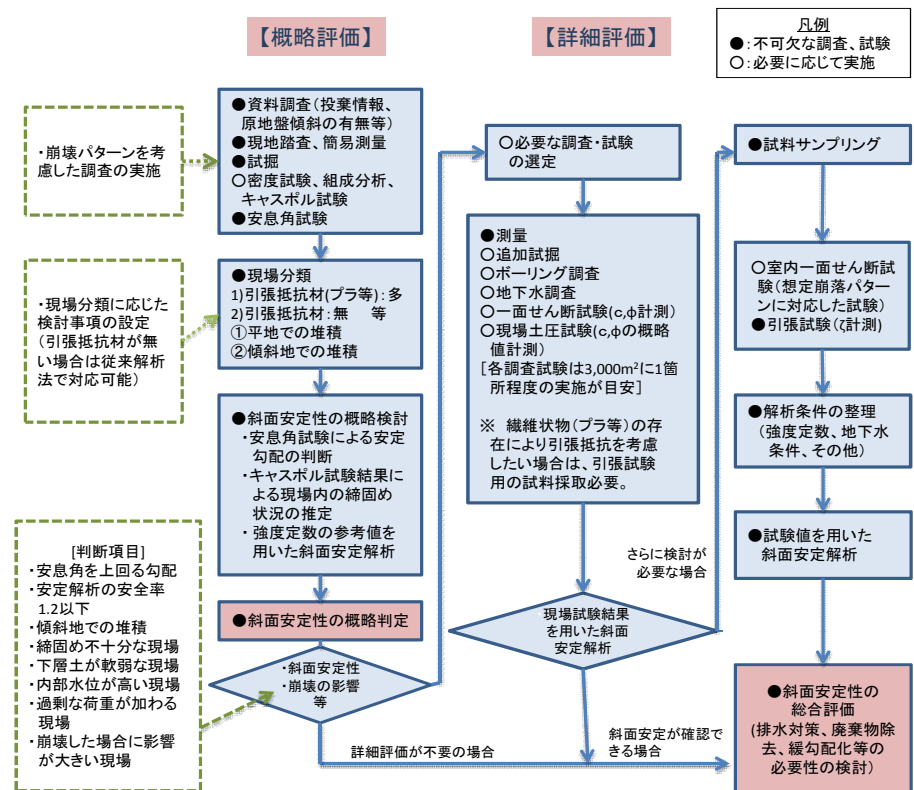 【概略評価】
【詳細評価】
凡例
●:不可欠な調査、試験
○:必要に応じて実施
・崩壊パターンを考
慮した調査の実施
・現場分類に応じた
検討事項の設定
(引張抵抗材が無
い場合は従来解析
法で対応可能)
[判断項目]
・安息角を上回る勾配
・安定解析の安全率
1.2以下
・傾斜地での堆積
・締固め不十分な現場
・下層土が軟弱な現場
・内部水位が高い現場
・過剰な荷重が加わる
現場
・崩壊した場合に影響
が大きい現場
●資料調査(投棄情報、
原地盤傾斜の有無等)
●現地踏査、簡易測量
●試掘
○密度試験、組成分析、
キャスポル試験
●安息角試験
●現場分類
1)引張抵抗材(プラ等):多
2)引張抵抗材:無 等
①平地での堆積
②傾斜地での堆積
●斜面安定性の概略検討
・安息角試験による安定
勾配の判断
・キャスポル試験結果
による現場内の締固め
状況の推定
・強度定数の参考値を
用いた斜面安定解析
●斜面安定性の概略判定
・斜面安定性
・崩壊の影響
等
詳細評価が不要の場合
○必要な調査・試験
の選定
●測量
○追加試掘
○ボーリング調査
○地下水調査
○一面せん断試験(c,ϕ計測)
○現場土圧試験(c,ϕの概略
値計測)
[各調査試験は3,000m²に1箇
所程度の実施が目安]
※ 繊維状物(プラ等)の存
在により引張抵抗を考慮
したい場合は、引張試験
用の試料採取必要。
現場試験結果
を用いた斜面
安定解析
さらに検討が
必要な場合
斜面安定が確認で
きる場合
●試料サンプリング
○室内一面せん断試
験(想定崩落パター
ンに対応した試験)
●引張試験(ζ計測)
●解析条件の整理
(強度定数、地下水
条件、その他)
●試験値を用いた
斜面安定解析
●斜面安定性の
総合評価
(排水対策、廃棄物除
去、緩勾配化等の
必要性の検討)